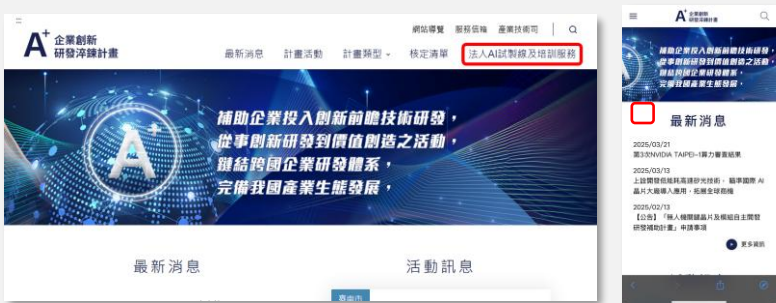 A+ 企業創新
研發淬鍊計畫
網站導覽 服務信箱 產業技術司
最新消息 計畫活動 計畫類型 核定清單 法人AI試製線及培訓服務
補助企業投入創新前瞻技術研發，
從事創新研發到價值創造之活動，
鏈結跨國企業研發體系，
完備我國產業生態發展，
最新消息
活動訊息
臺南市
A+ 企業創新
研發淬鍊計畫
補助企業投入創新前瞻技術研發，
從事創新研發到價值創造之活動，
鏈結跨國企業研發體系，
完備我國產業生態發展，
最新消息
2025/03/21
第3次NVIDIA TAIPEI-1算力審查結果
2025/03/13
上詮開發低能耗高速矽光技術，瞄準國際 AI
晶片大廠導入應用，拓展全球商機
2025/02/13
【公告】「無人機關鍵晶片及模組自主開發
研發補助計畫」申請事項
更多資訊